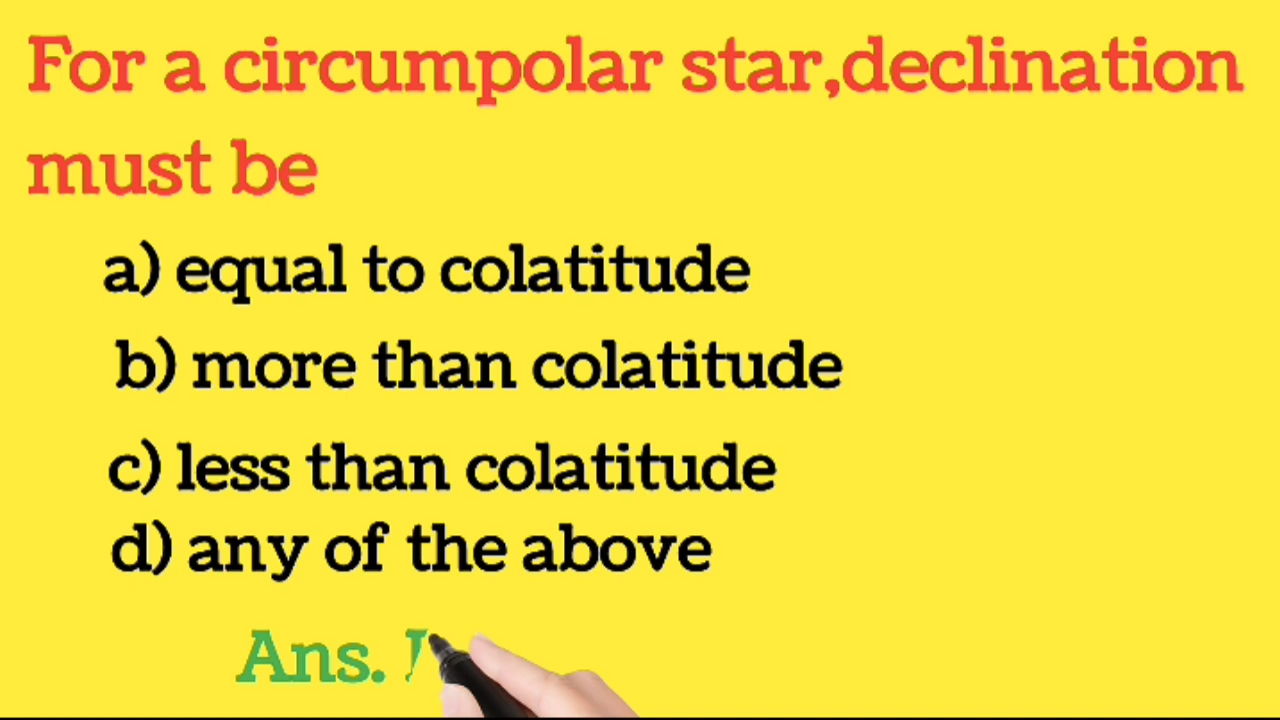 For a circumpolar star,declination
must be
a) equal to colatitude
b) more than colatitude
c) less than colatitude
d) any of the above
Ans.